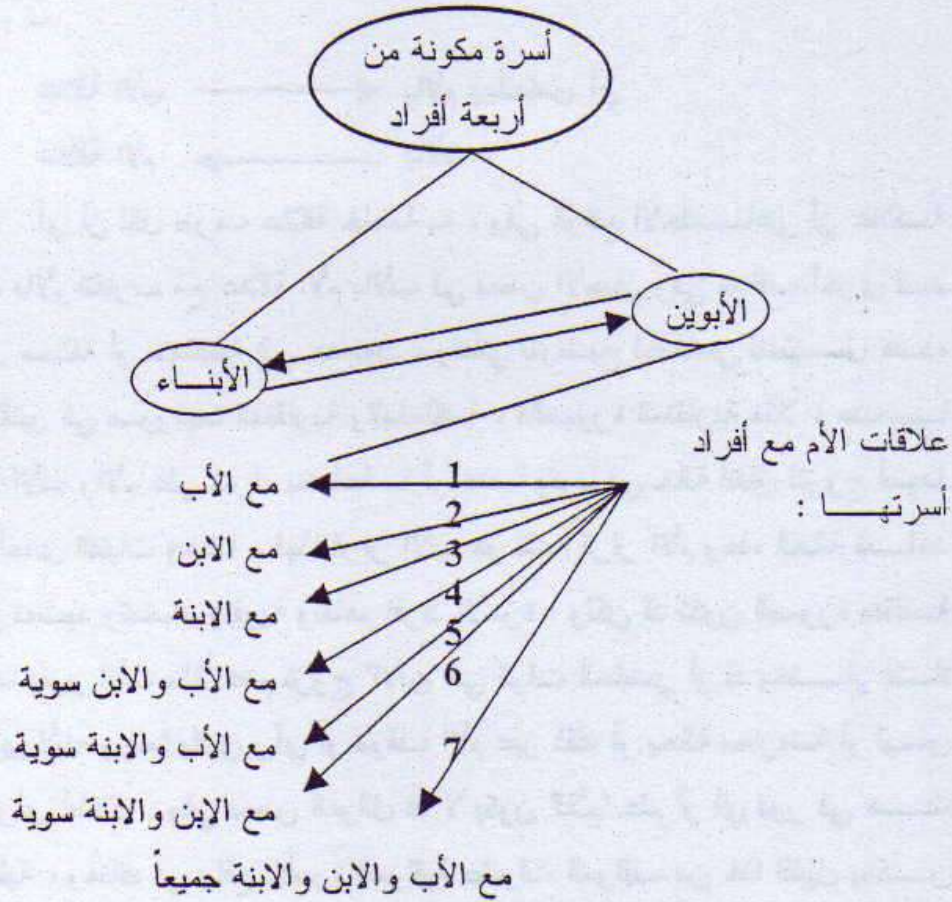 أسرة مكونة من
أربعة أفراد
الأبوين
الأبنــاء
علاقات الأم مع أفراد
أسرتهــــا :
مع الأب
1
2
مع الابن
3
مع الابنة
4
5
مع الأب والابن سوية
6
مع الأب والابنة سوية
7
مع الابن والابنة سوية
مع الأب والابن والابنة جميعاً